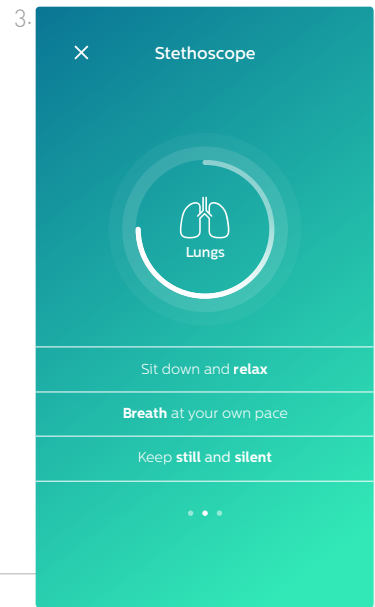 3.
Stethoscope
Lungs
Sit down and relax
Breath at your own pace
Keep still and silent